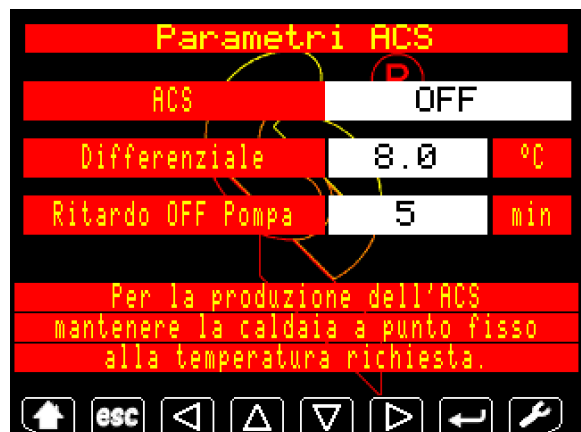 Parametri ACS
R
ACS OFF
Differenziale 8.0 °C
Ritardo OFF Pompa 5 min
Per la produzione dell'ACS
mantenere la caldaia a punto fisso
alla temperatura richiesta.
esc